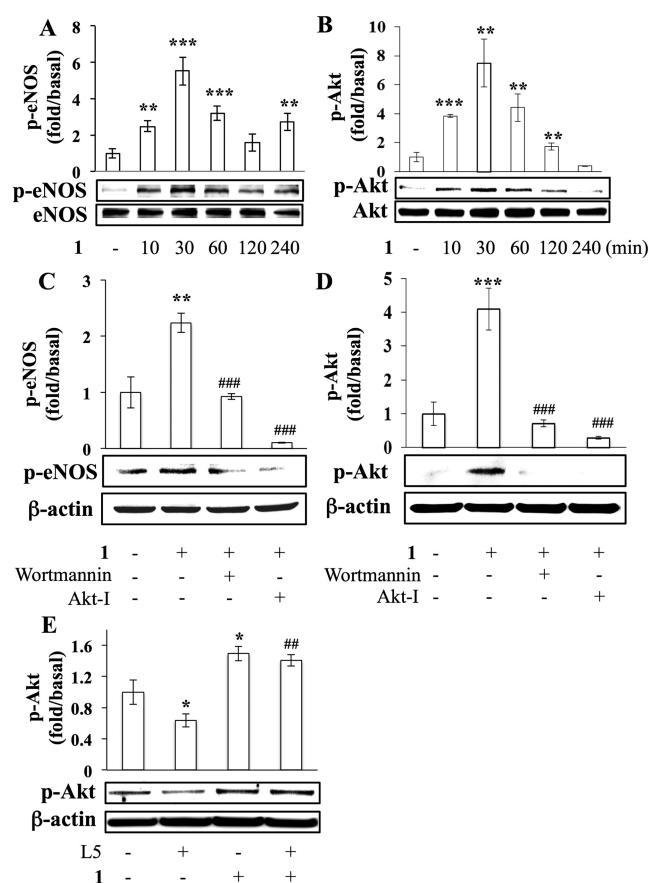 A
p-eNOS
(fold/basal)
8
6
4
2
0
** *** *** **
p-eNOS
eNOS
1 - 10 30 60 120 240
B
p-Akt
(fold/basal)
10
8
6
4
2
0
*** ** ** **
p-Akt
Akt
1 - 10 30 60 120 240 (min)
C
p-eNOS
(fold/basal)
3
2
1
0
** ### ###
p-eNOS
β-actin
1 - + + +
Wortmannin - - + -
Akt-I - - - +
D
p-Akt
(fold/basal)
5
4
3
2
1
0
*** ### ###
p-Akt
β-actin
1 - + + +
Wortmannin - - + -
Akt-I - - - +
E
p-Akt
(fold/basal)
1.6
1.2
0.8
0.4
0
* * ##
p-Akt
β-actin
L5 - + - +
1 - - + +